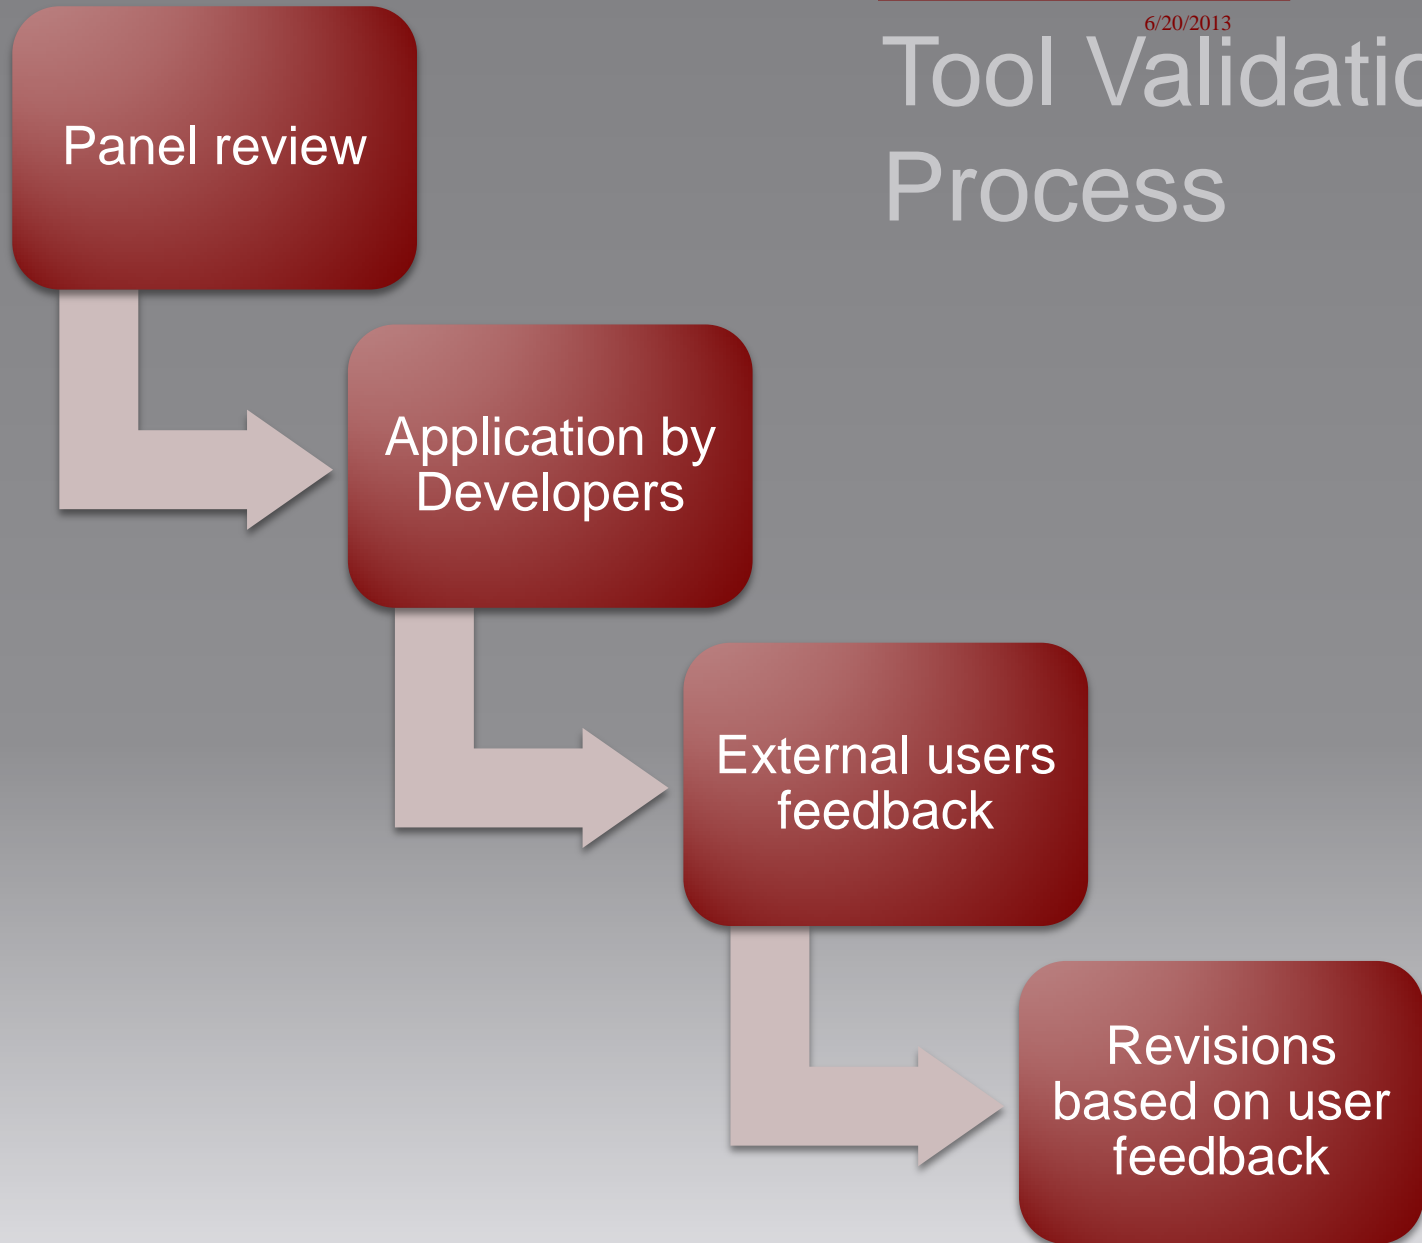 6/20/2013
Tool Validatio
Process
Panel review
Application by
Developers
External users
feedback
Revisions
based on user
feedback